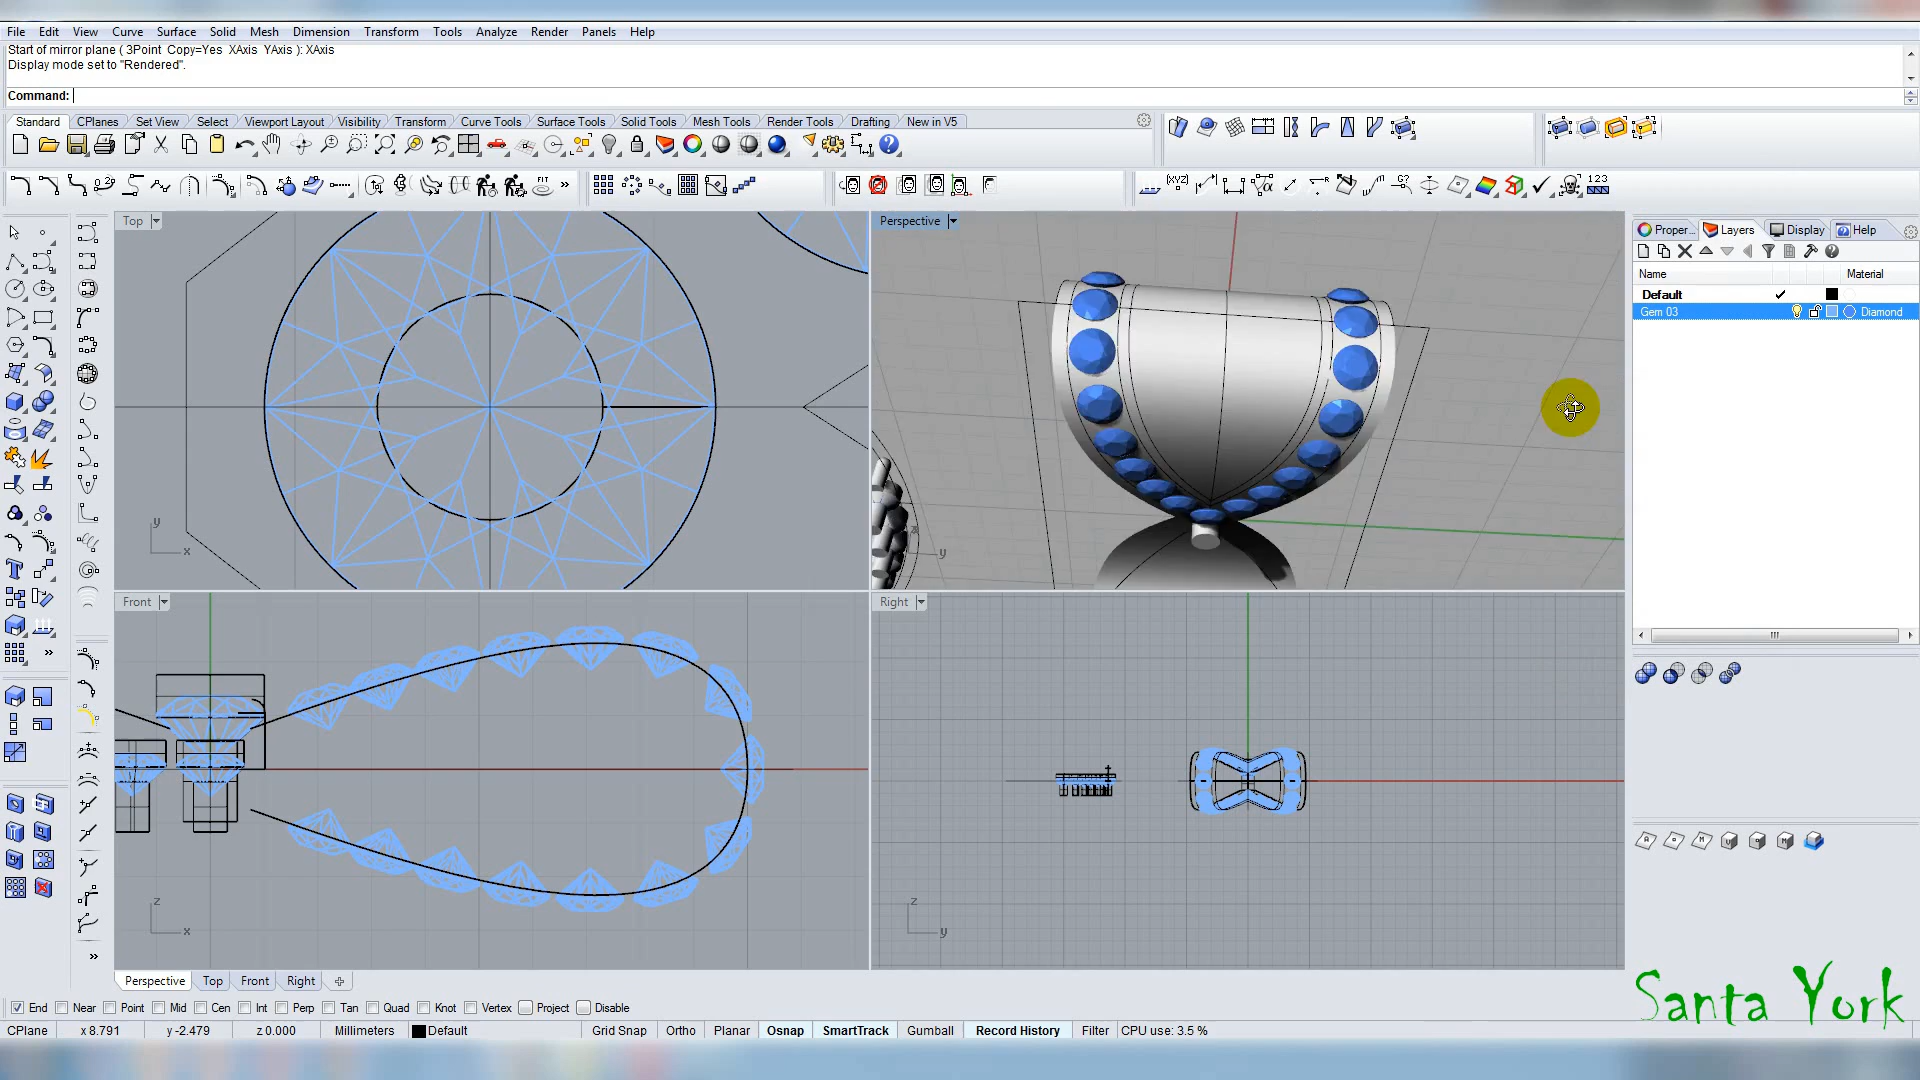 File Edit View Curve Surface Solid Mesh Dimension Transform Tools Analyze Render Panels Help
Start of mirror plane ( 3Point Copy=Yes XAxis YAxis ): XAxis
Display mode set to "Rendered".
Command:
Standard CPlanes Set View Select Viewport Layout Visibility Transform Curve Tools Surface Tools Solid Tools Mesh Tools Render Tools Drafting New in V5
Top
Perspective
Proper... Layers Display Help
Name Material
Default
Gem 03 Diamond
y
x
y
Front
Right
z
x
z
y
Perspective Top Front Right
End Near Point Mid Cen Int Perp Tan Quad Knot Vertex Project Disable
CPlane x 8.791 y -2.479 z 0.000 Millimeters Default Grid Snap Ortho Planar Osnap SmartTrack Gumball Record History Filter CPU use: 3.5 %
Santa York